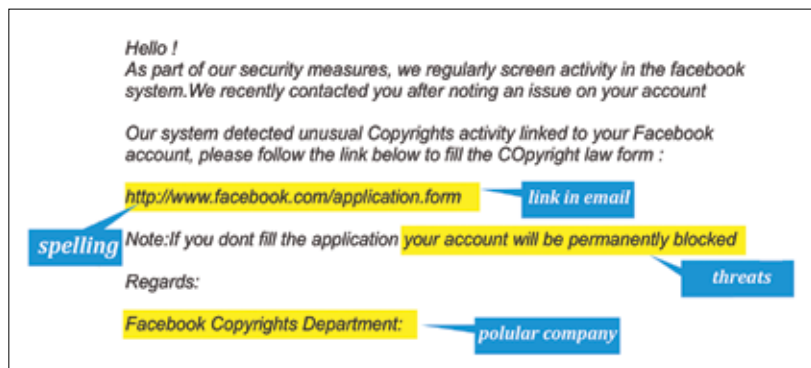 Hello !
As part of our security measures, we regularly screen activity in the facebook
system.We recently contacted you after noting an issue on your account
Our system detected unusual Copyrights activity linked to your Facebook
account, please follow the link below to fill the COpyright law form :
http://www.facebook.com/application.form
link in email
spelling
Note:If you dont fill the application your account will be permanently blocked
threats
Regards:
Facebook Copyrights Department:
polular company